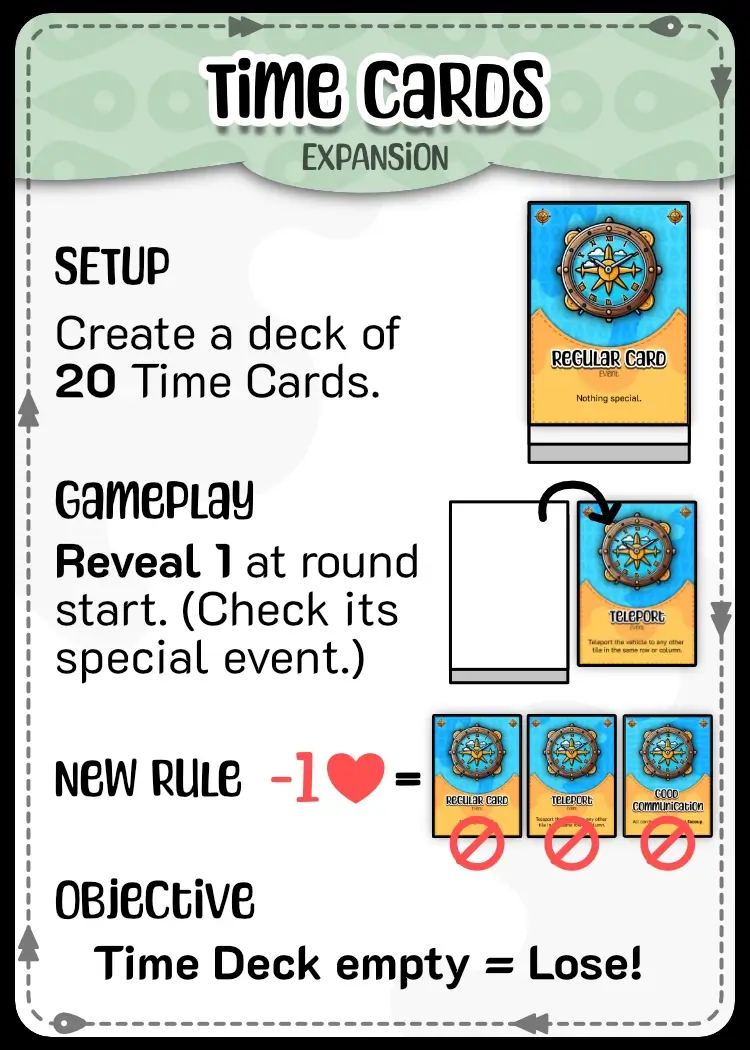 Time Cards
Expansion
Setup
Create a deck of
20 Time Cards.
Regular Card
Event
Nothing special.
Gameplay
Reveal 1 at round
start. (Check its
special event.)
Teleport
Event
Teleport the vehicle to any other
tile in the same row or column.
New Rule -1 =
Regular Card
Event
Teleport
Event
Good
Communication
Objective
Time Deck empty = Lose!